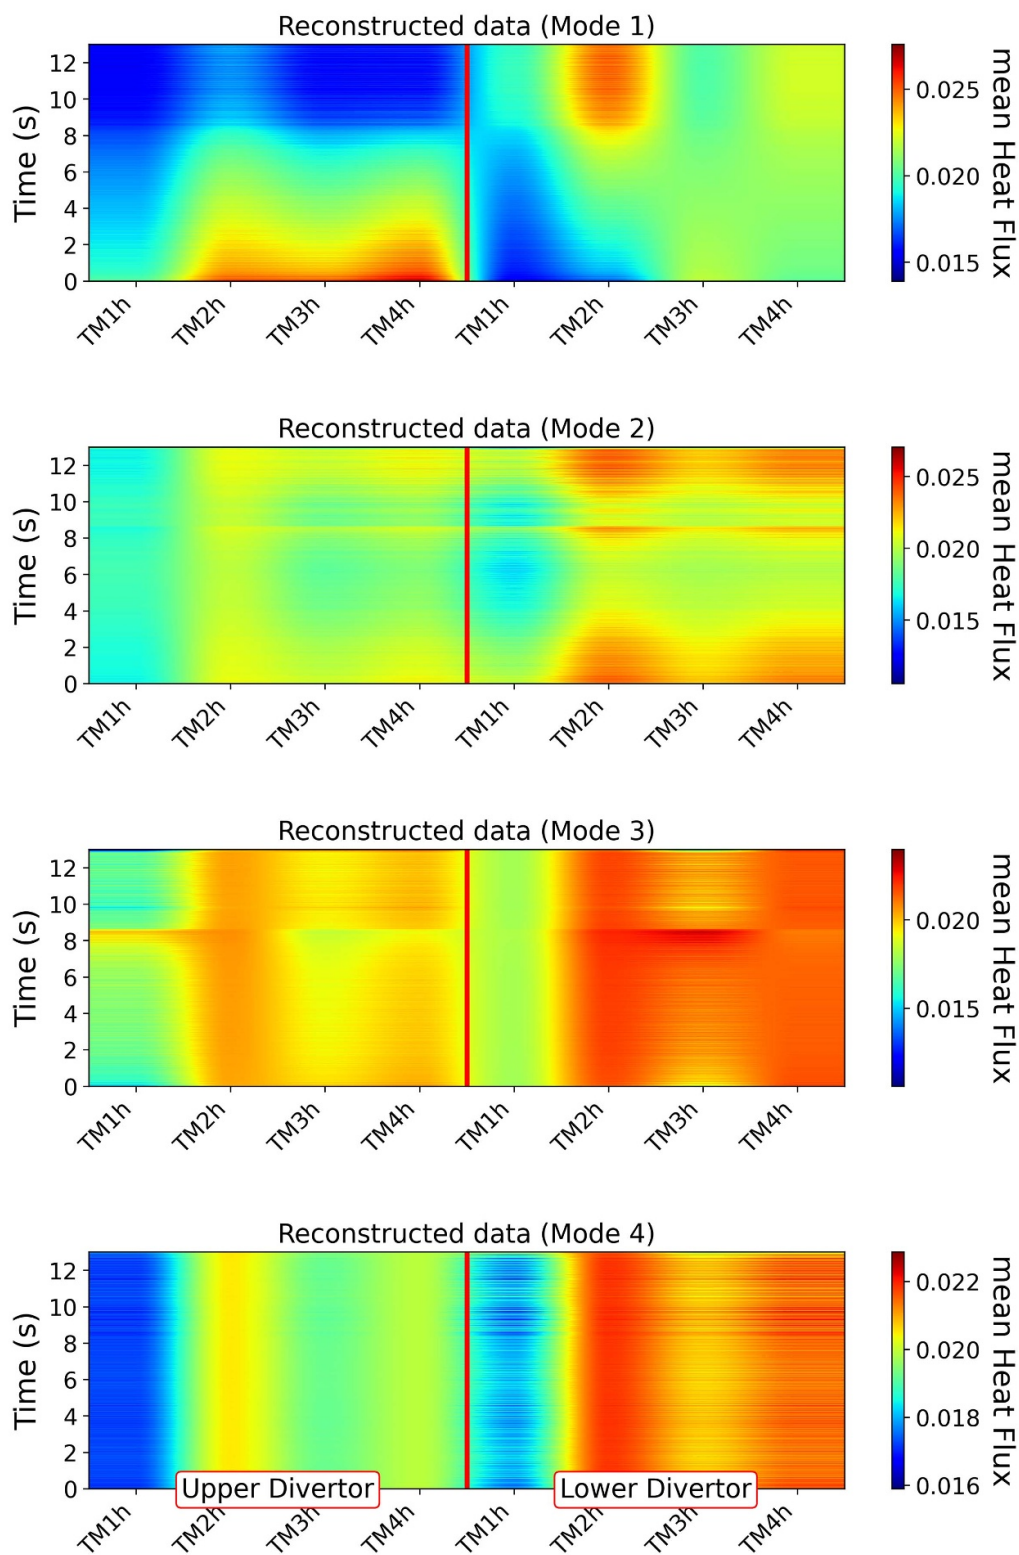 Reconstructed data (Mode 1)
12
10
8
6
4
2
0
Time (s)
TM1h TM2h TM3h TM4h TM1h TM2h TM3h TM4h
0.025
0.020
0.015
mean Heat Flux
Reconstructed data (Mode 2)
12
10
8
6
4
2
0
Time (s)
TM1h TM2h TM3h TM4h TM1h TM2h TM3h TM4h
0.025
0.020
0.015
mean Heat Flux
Reconstructed data (Mode 3)
12
10
8
6
4
2
0
Time (s)
TM1h TM2h TM3h TM4h TM1h TM2h TM3h TM4h
0.020
0.015
mean Heat Flux
Reconstructed data (Mode 4)
12
10
8
6
4
2
0
Time (s)
Upper Divertor Lower Divertor
TM1h TM2h TM3h TM4h TM1h TM2h TM3h TM4h
0.022
0.020
0.018
0.016
mean Heat Flux